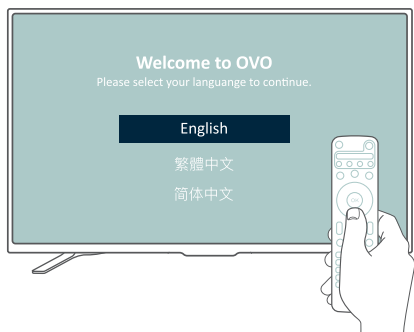 Welcome to OVO
Please select your languange to continue.
English
繁體中文
简体中文